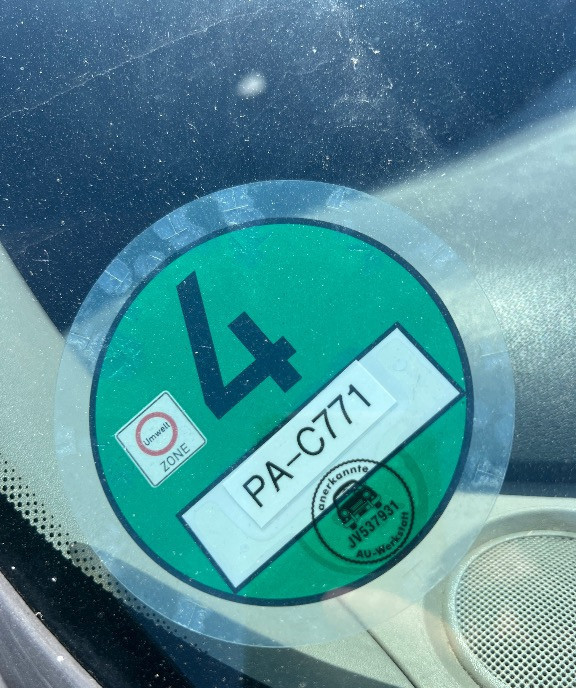 4
Umwelt
ZONE
PA-C771
anerkannte
JV537931
AU-Werkstatt